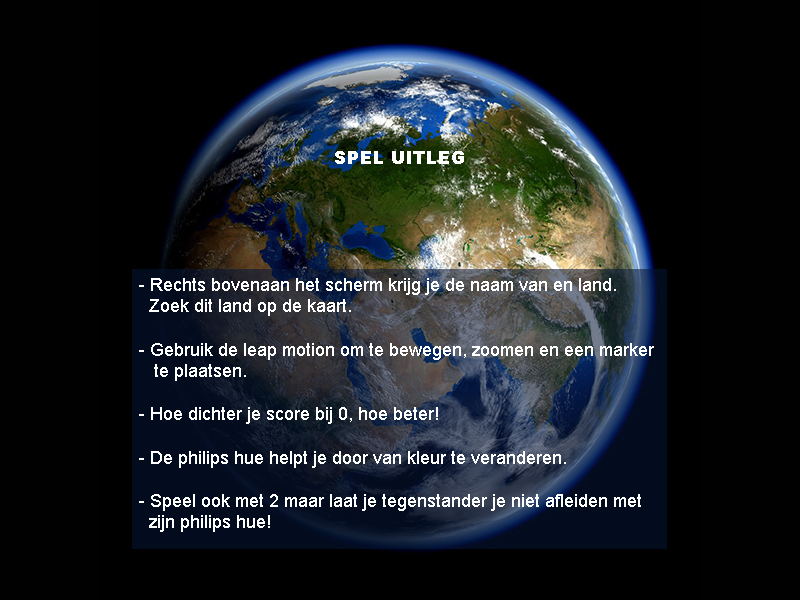 SPEL UITLEG
- Rechts bovenaan het scherm krijg je de naam van en land.
Zoek dit land op de kaart.
- Gebruik de leap motion om te bewegen, zoomen en een marker
te plaatsen.
- Hoe dichter je score bij 0, hoe beter!
- De philips hue helpt je door van kleur te veranderen.
- Speel ook met 2 maar laat je tegenstander je niet afleiden met
zijn philips hue!